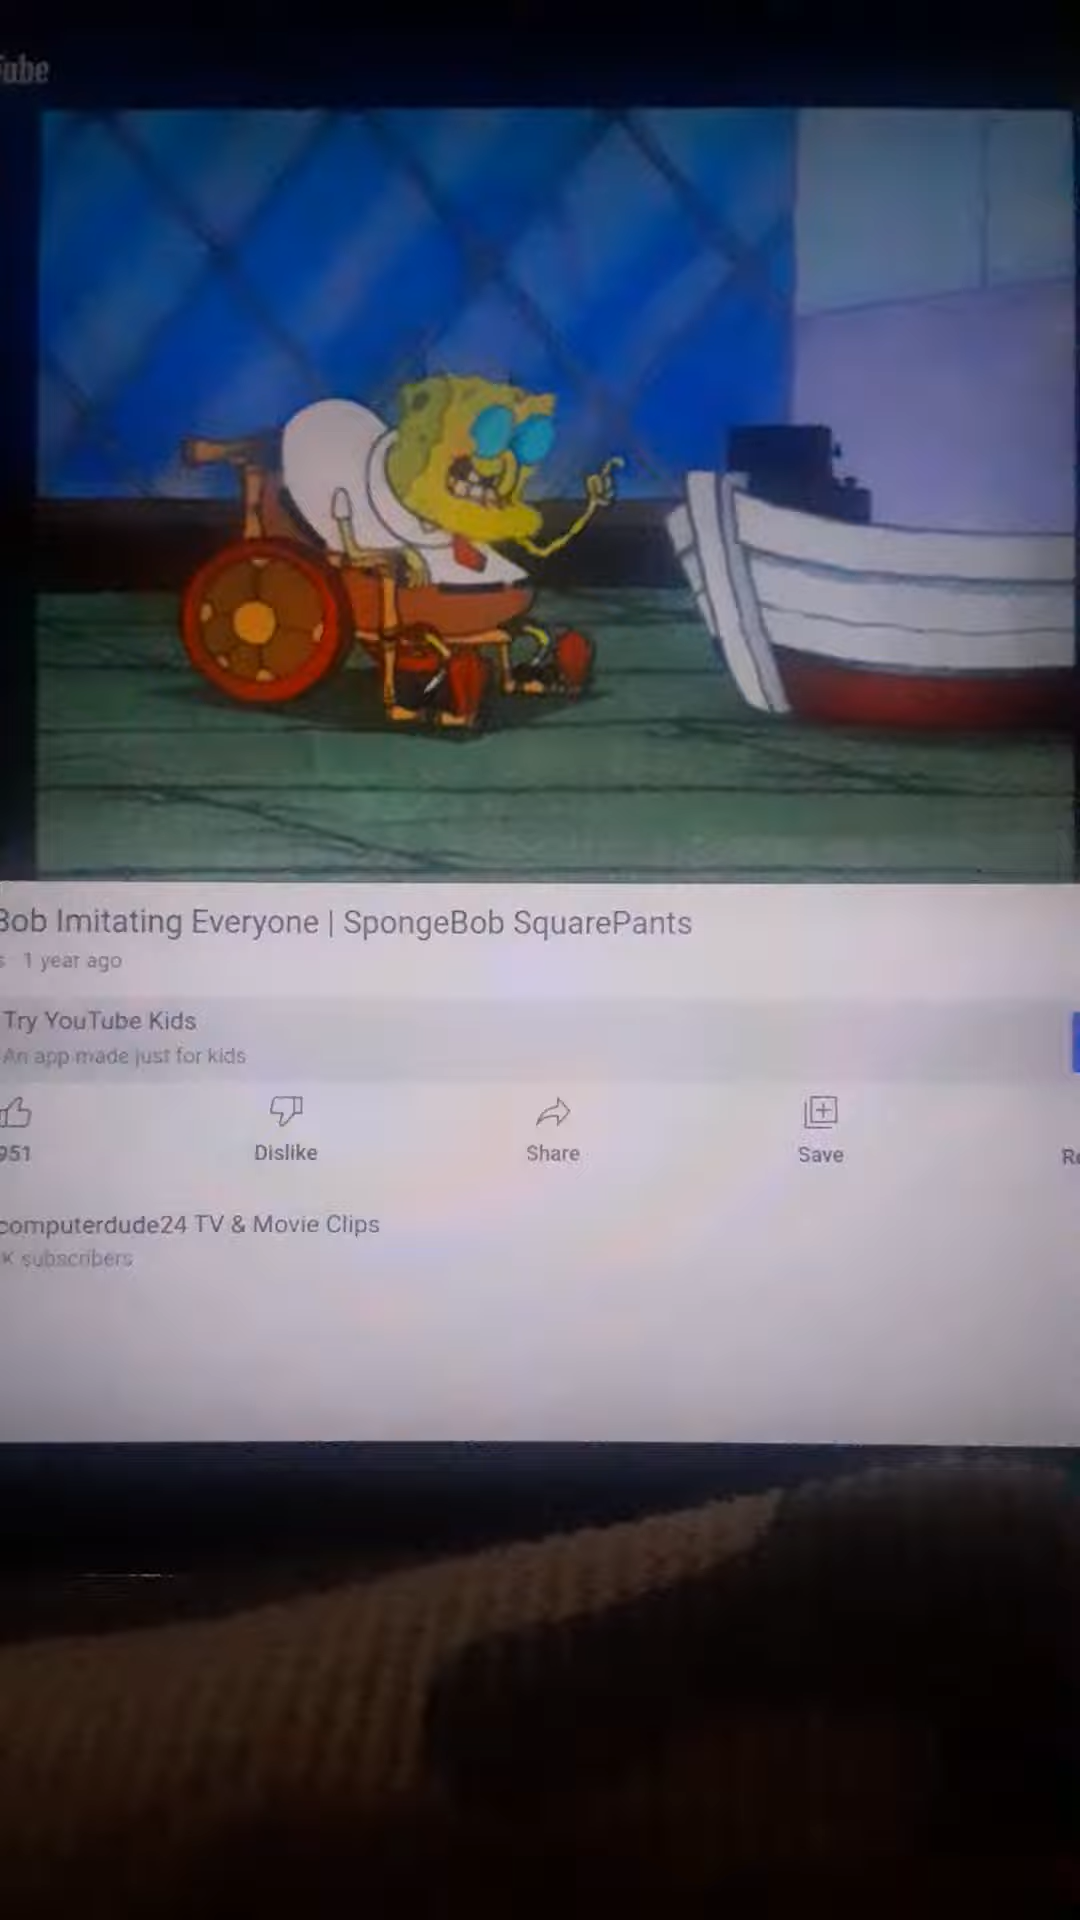 Tube
Bob Imitating Everyone | SpongeBob SquarePants
s · 1 year ago
Try YouTube Kids
An app made just for kids
951
Dislike
Share
Save
Re
computerdude24 TV & Movie Clips
K subscribers